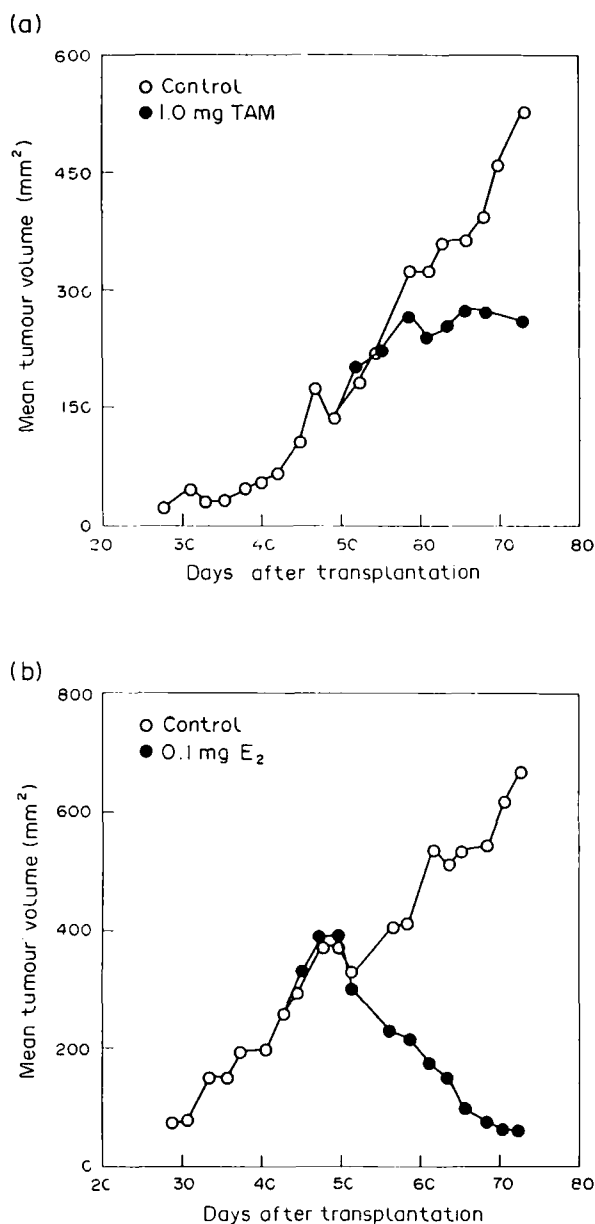 (a)
600
450
300
150
0
Mean tumour volume (mm²)
○ Control
● 1.0 mg TAM
20 30 40 50 60 70 80
Days after transplantation
(b)
800
600
400
200
0
Mean tumour volume (mm²)
○ Control
● 0.1 mg E₂
20 30 40 50 60 70 80
Days after transplantation